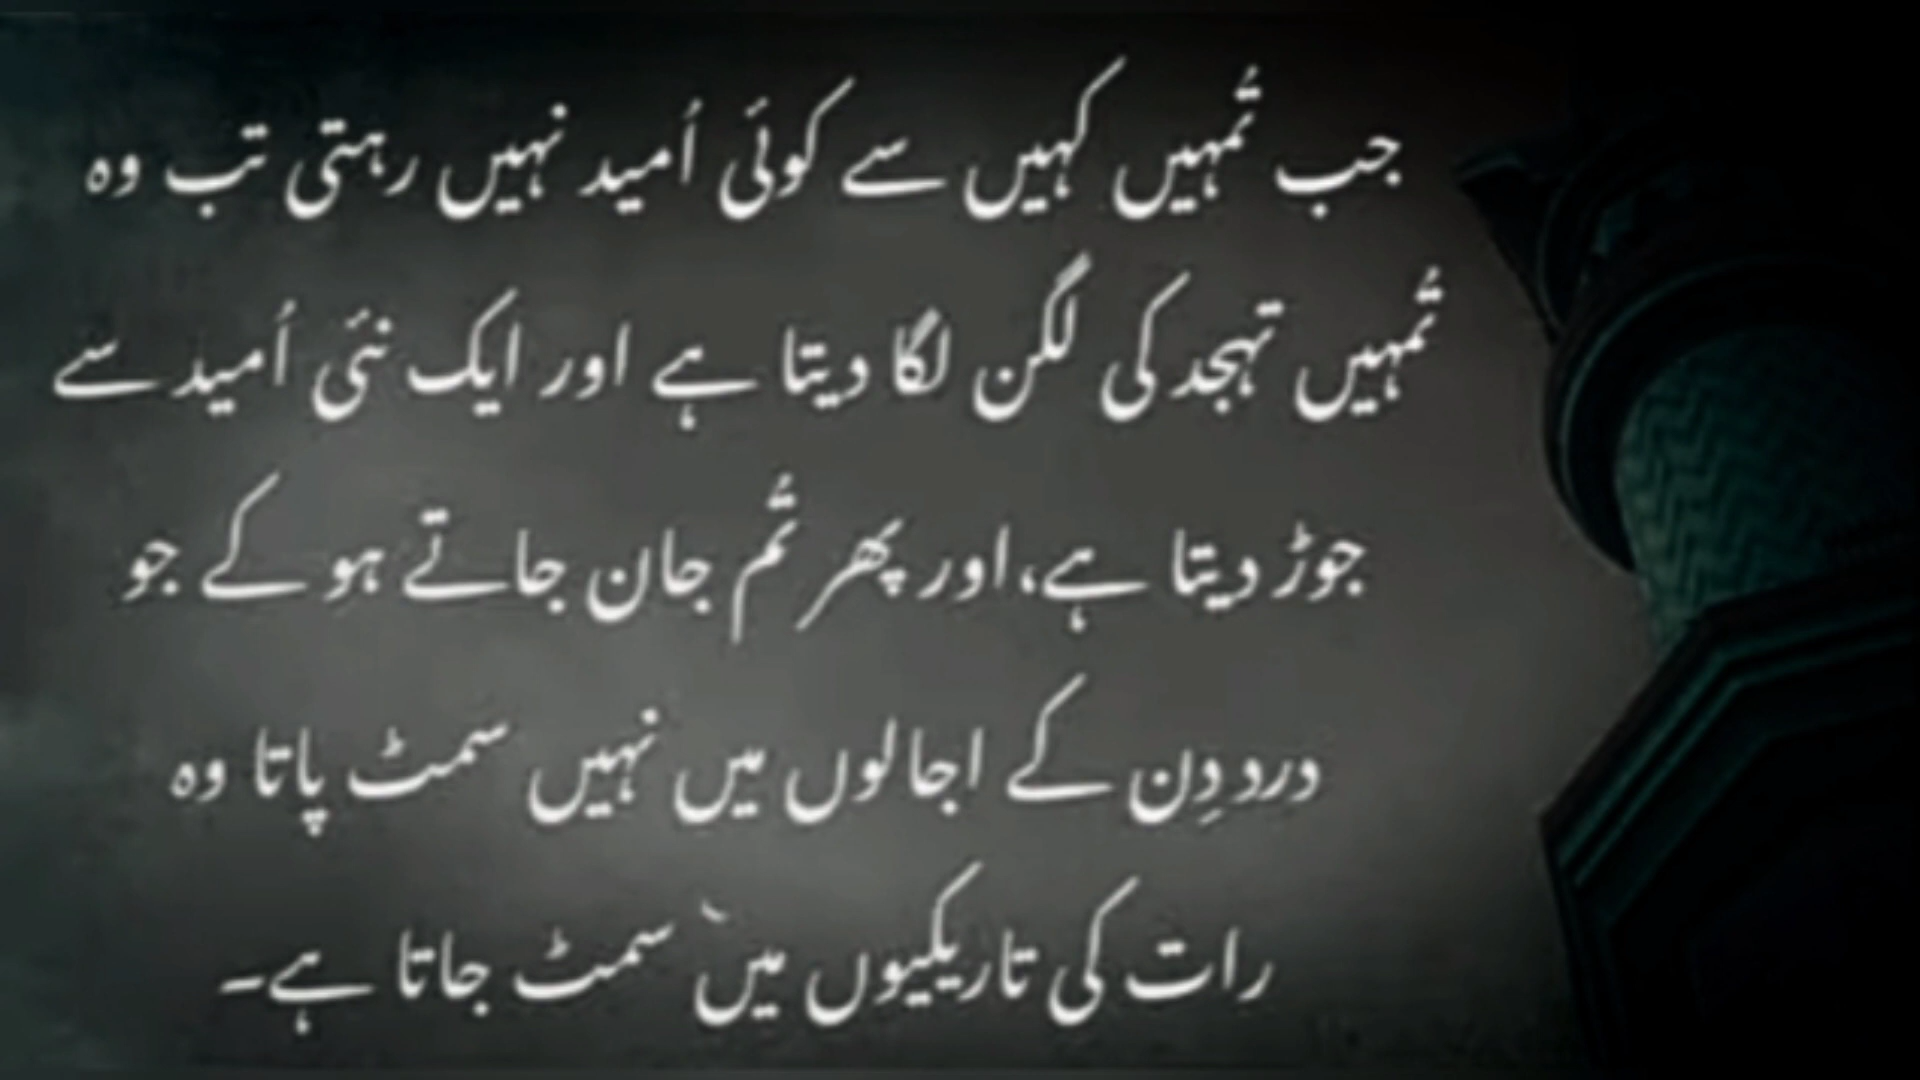 جب تُمہیں کہیں سے کوئی اُمید نہیں رہتی تب وہ
تُمہیں تہجد کی لگن لگا دیتا ہے اور ایک نئی اُمید سے
جوڑ دیتا ہے، اور پھر تُم جان جاتے ہو کے جو
درد دِن کے اجالوں میں نہیں سمٹ پاتا وہ
رات کی تاریکیوں میں سمٹ جاتا ہے۔